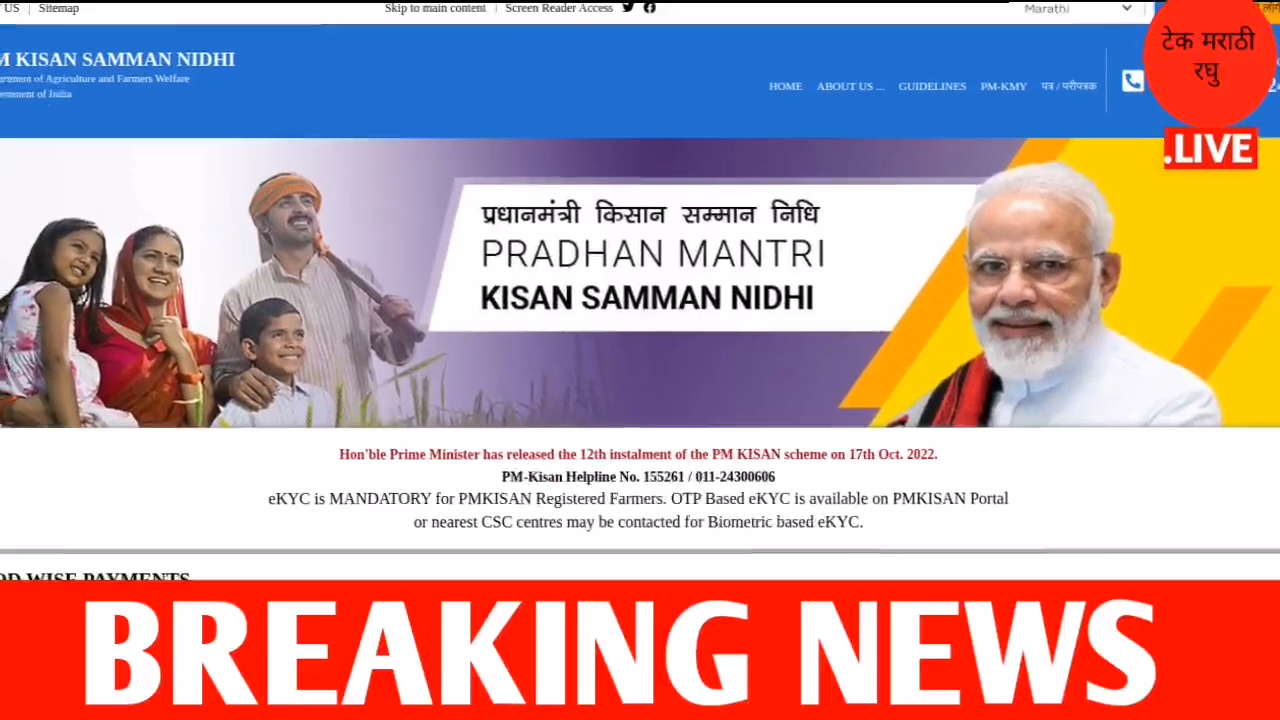 US | Sitemap
Skip to main content | Screen Reader Access
Marathi
M KISAN SAMMAN NIDHI
artment of Agriculture and Farmers Welfare
ernment of India
HOME ABOUT US ... GUIDELINES PM-KMY पत्र / परीपत्रक
टेक मराठी
रघु
.LIVE
प्रधानमंत्री किसान सम्मान निधि
PRADHAN MANTRI
KISAN SAMMAN NIDHI
Hon'ble Prime Minister has released the 12th instalment of the PM KISAN scheme on 17th Oct. 2022.
PM-Kisan Helpline No. 155261 / 011-24300606
eKYC is MANDATORY for PMKISAN Registered Farmers. OTP Based eKYC is available on PMKISAN Portal
or nearest CSC centres may be contacted for Biometric based eKYC.
OD WISE PAYMENTS
BREAKING NEWS